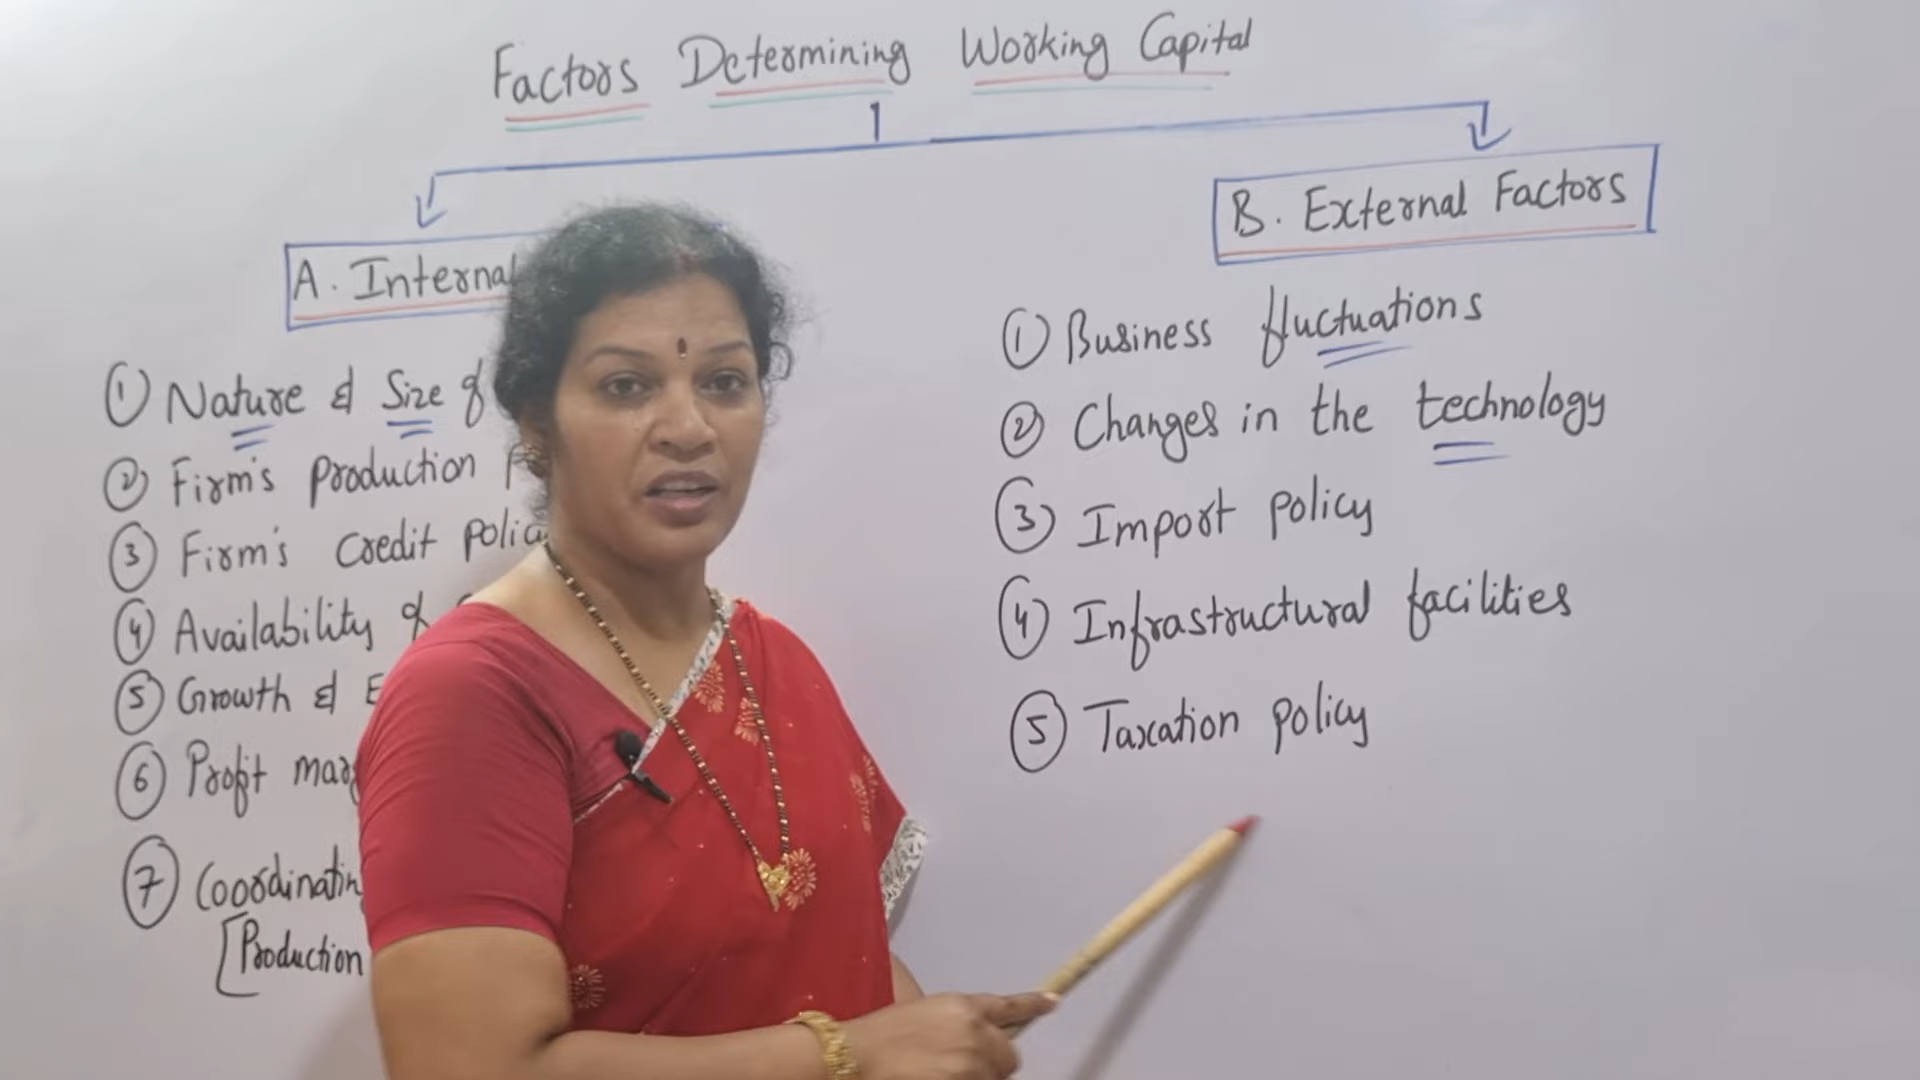 Factors Determining Working Capital
A. Internal
① Nature & Size of
② Firm's production
③ Firm's credit polic
④ Availability of
⑤ Growth & E
⑥ Profit mar
⑦ Coordinatin
[Production
B. External Factors
① Business fluctuations
② Changes in the technology
③ Import policy
④ Infrastructural facilities
⑤ Taxation policy